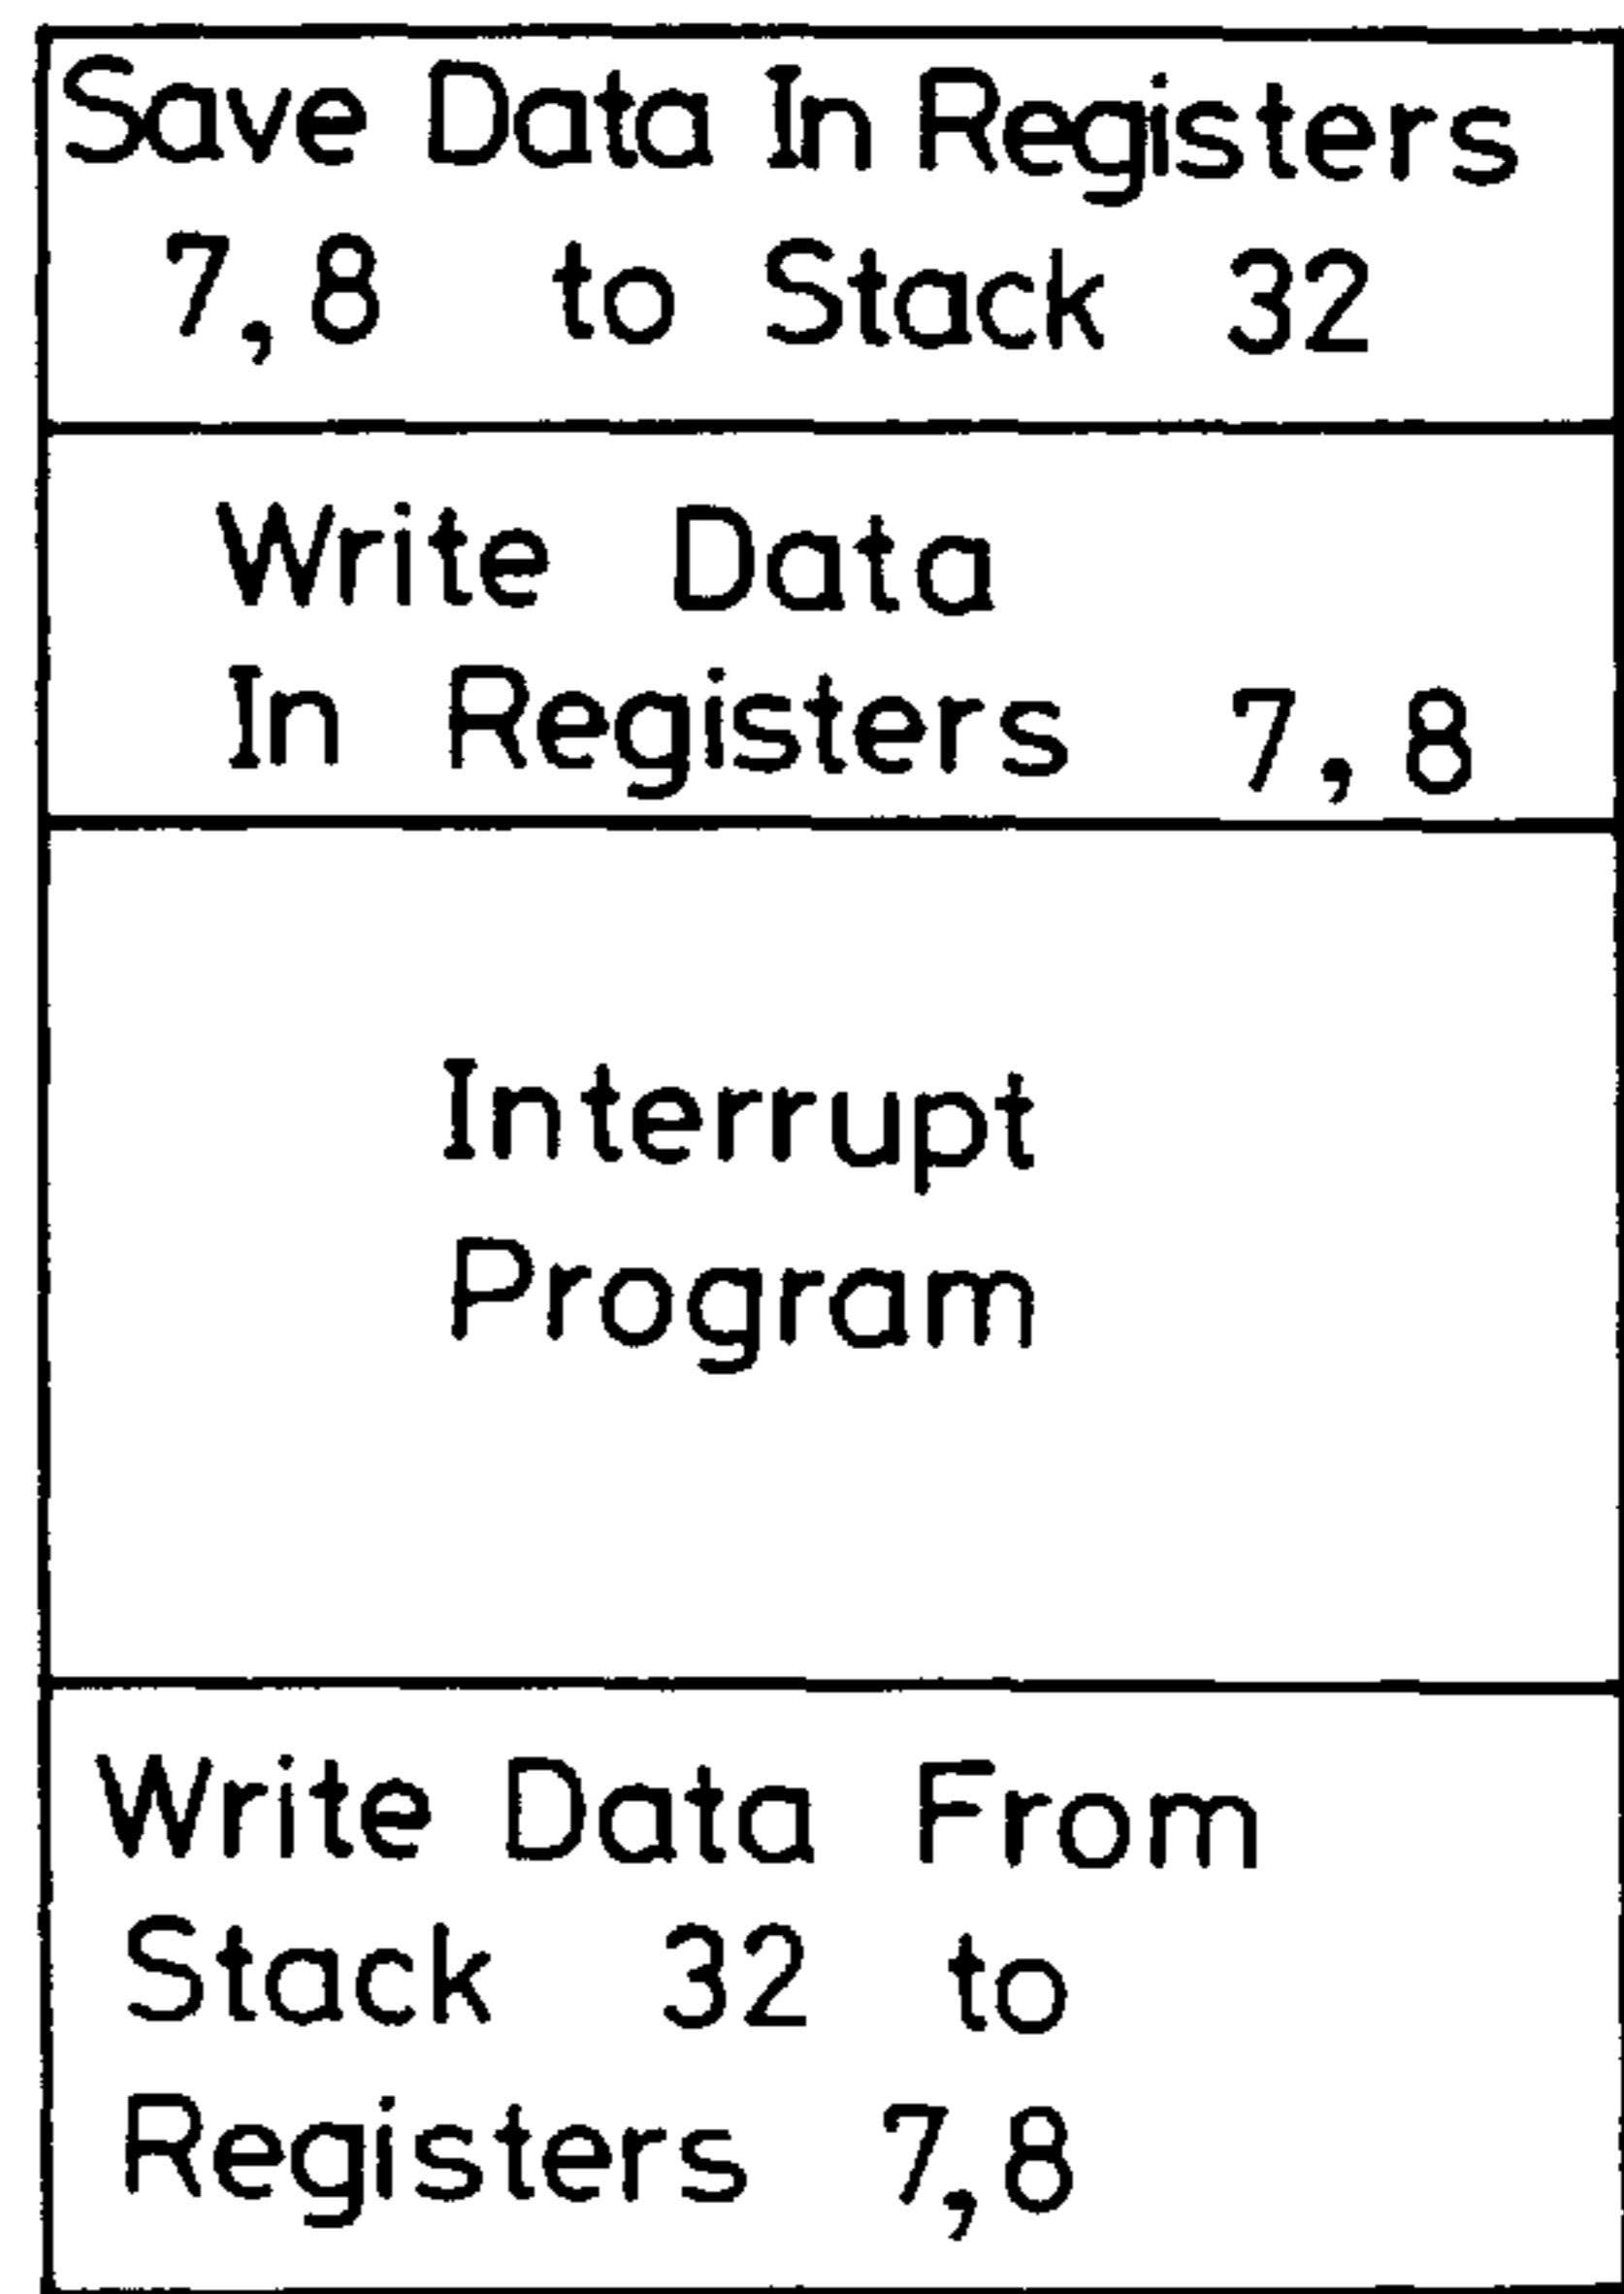 Save Data In Registers
7,8 to Stack 32
Write Data
In Registers 7,8
Interrupt
Program
Write Data From
Stack 32 to
Registers 7,8